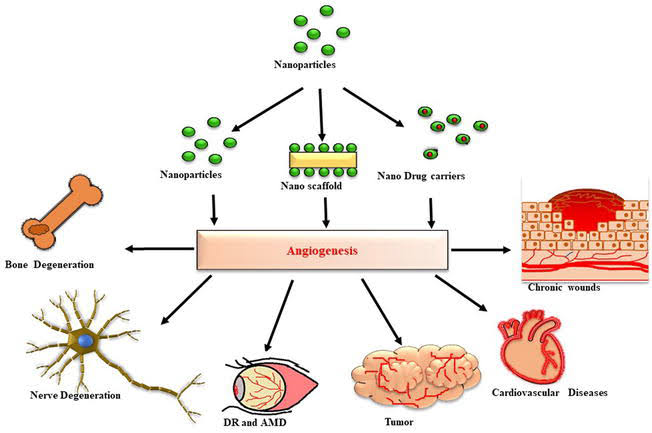 Nanoparticles
Nanoparticles
Nano scaffold
Nano Drug carriers
Angiogenesis
Bone Degeneration
Chronic wounds
Nerve Degeneration
DR and AMD
Tumor
Cardiovascular Diseases